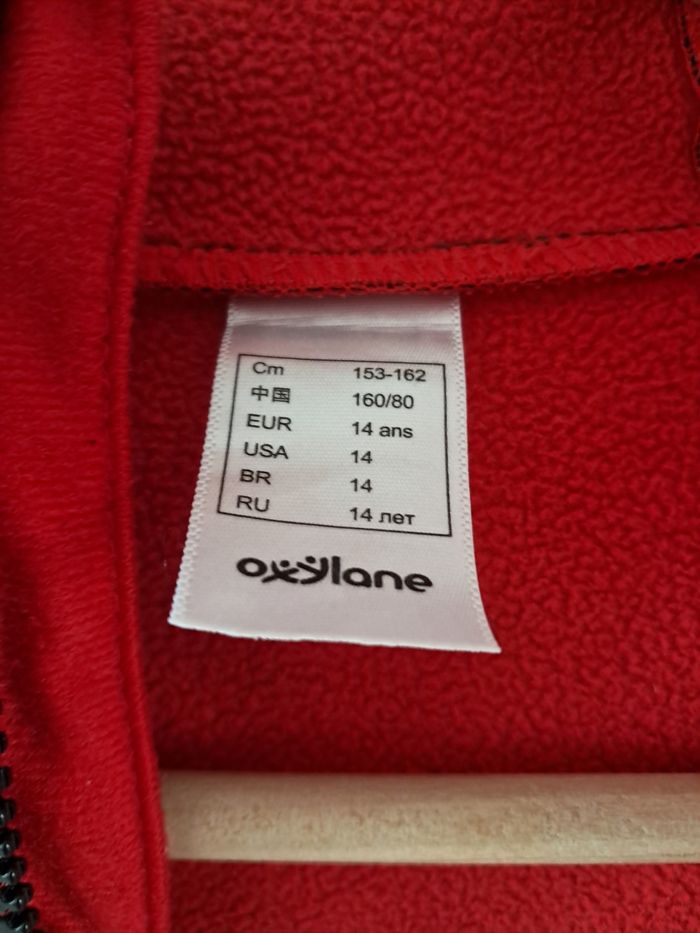 Cm 153-162
中国 160/80
EUR 14 ans
USA 14
BR 14
RU 14 лет
oxylane